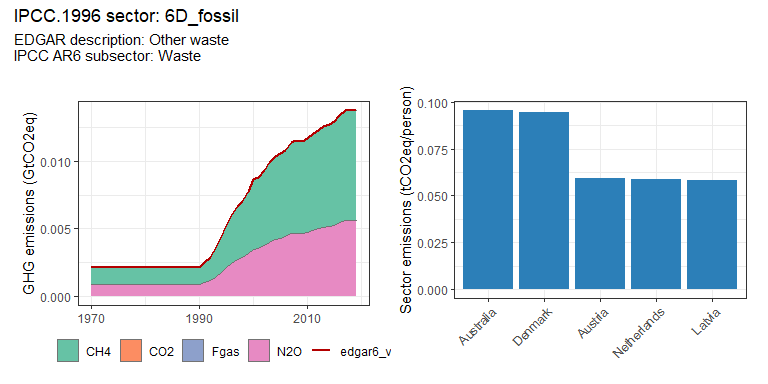 IPCC.1996 sector: 6D_fossil
EDGAR description: Other waste
IPCC AR6 subsector: Waste
GHG emissions (GtCO2eq)
0.010
0.005
0.000
1970
1990
2010
CH4
CO2
Fgas
N2O
edgar6_v
Sector emissions (tCO2eq/person)
0.100
0.075
0.050
0.025
0.000
Australia
Denmark
Austria
Netherlands
Latvia